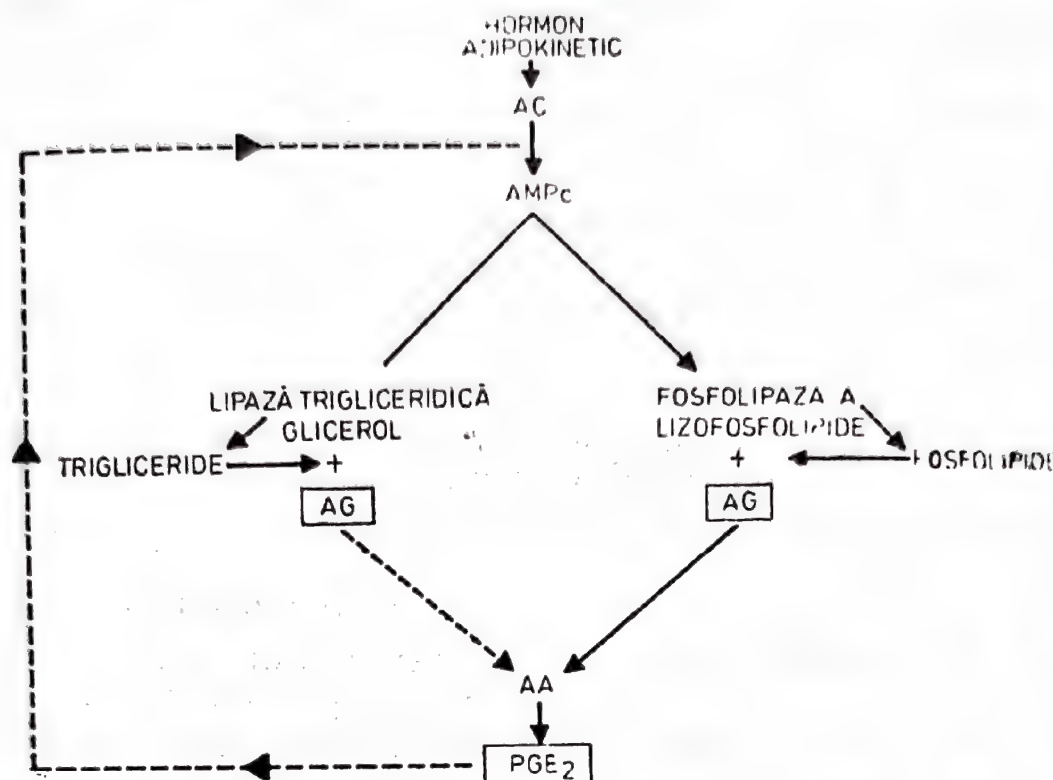 HORMON
ADIPOKINETIC
AC
AMPc
LIPAZĂ TRIGLICERIDICĂ
GLICEROL
TRIGLICERIDE
+
AG
FOSFOLIPAZA A
LIZOFOSFOLIPIDE
+
FOSFOLIPIDE
AG
AA
PGE₂